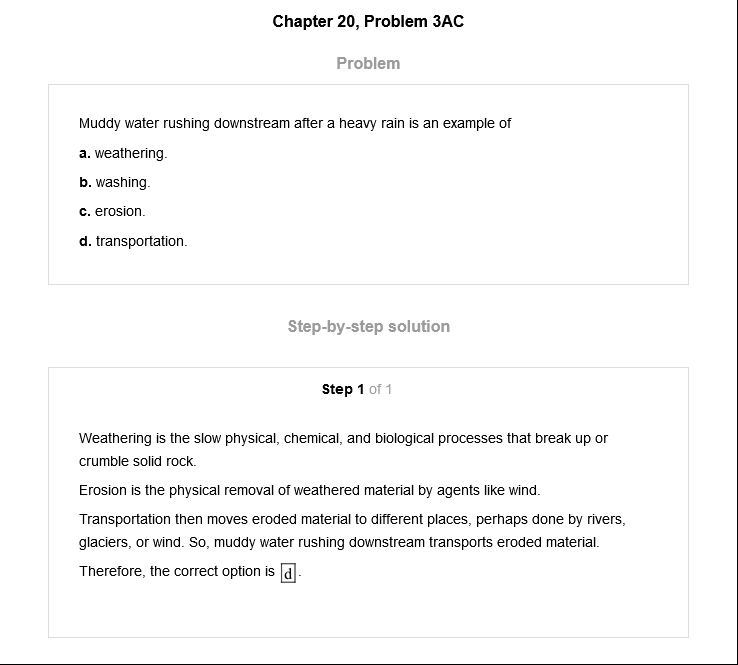 Chapter 20, Problem 3AC
Problem
Muddy water rushing downstream after a heavy rain is an example of
a. weathering.
b. washing.
c. erosion.
d. transportation.
Step-by-step solution
Step 1 of 1
Weathering is the slow physical, chemical, and biological processes that break up or
crumble solid rock.
Erosion is the physical removal of weathered material by agents like wind.
Transportation then moves eroded material to different places, perhaps done by rivers,
glaciers, or wind. So, muddy water rushing downstream transports eroded material.
Therefore, the correct option is d.